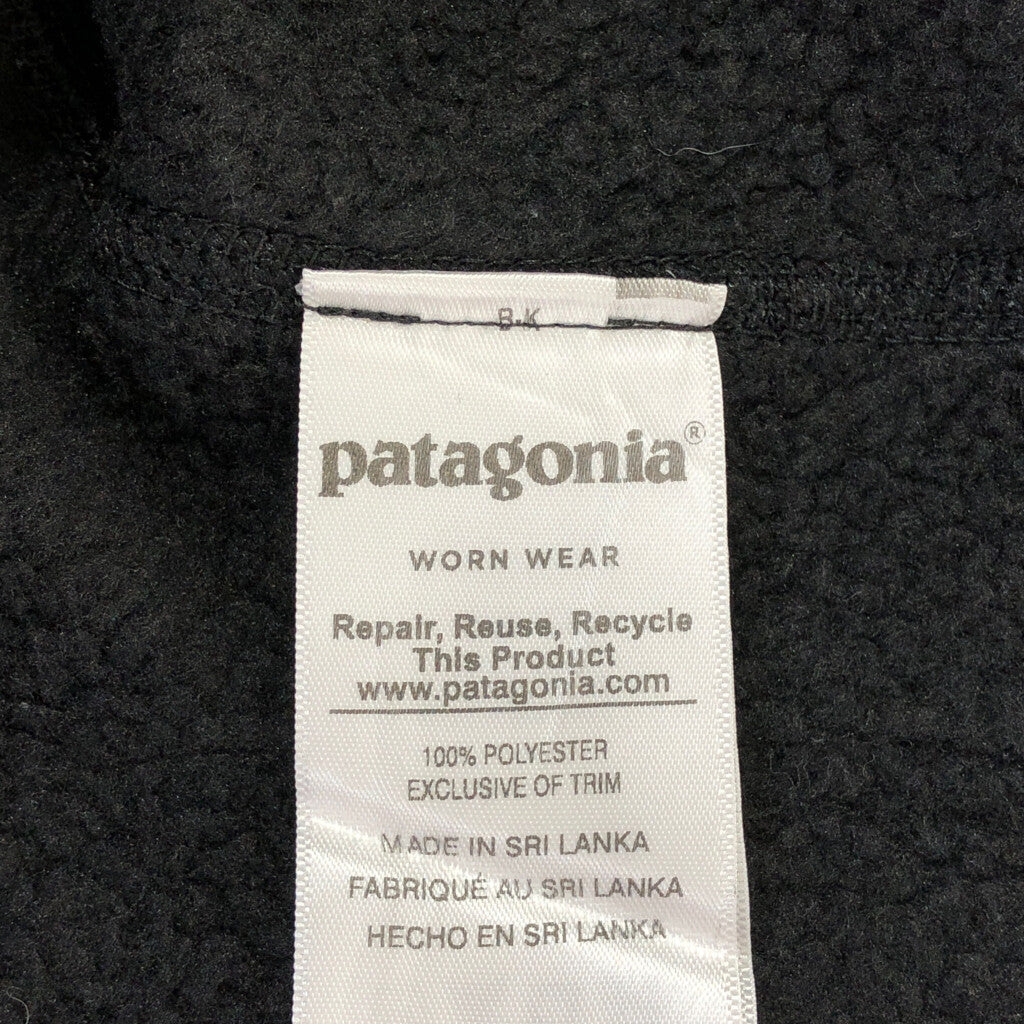 B-K
patagonia®
WORN WEAR
Repair, Reuse, Recycle
This Product
www.patagonia.com
100% POLYESTER
EXCLUSIVE OF TRIM
MADE IN SRI LANKA
FABRIQUÉ AU SRI LANKA
HECHO EN SRI LANKA